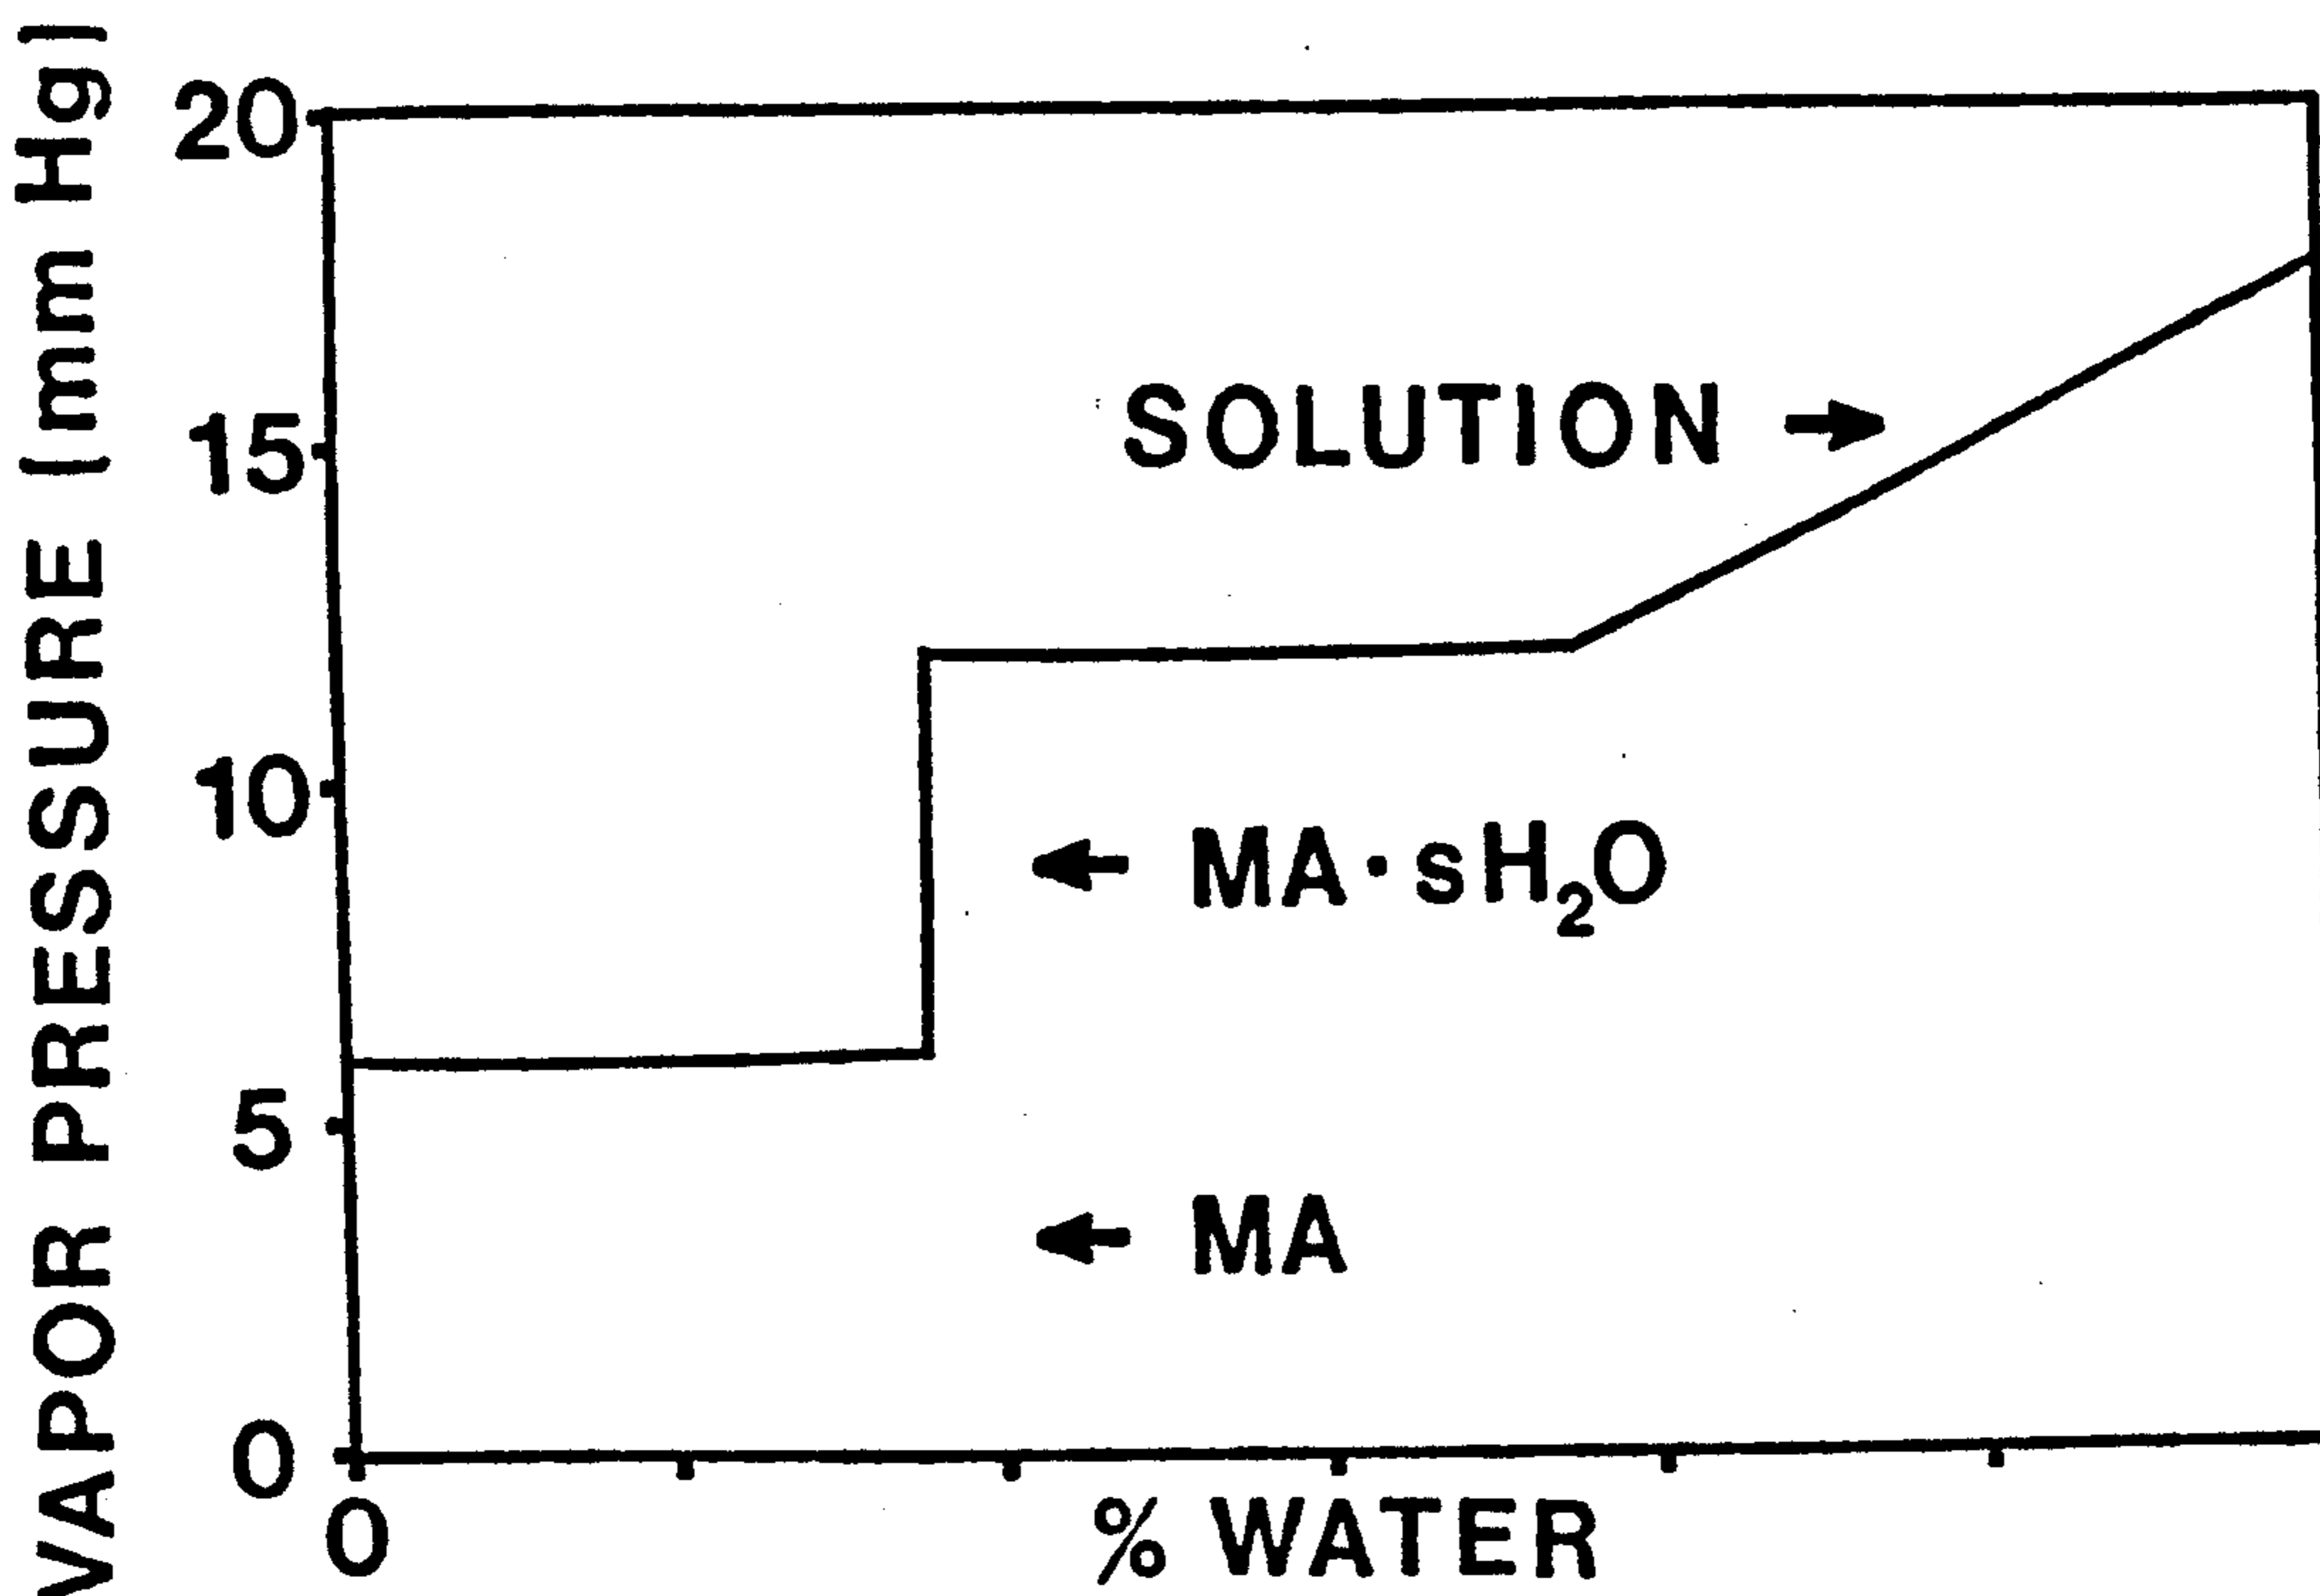 VAPOR PRESSURE (mm Hg)
20
15
10
5
0
SOLUTION →
← MA·sH₂O
← MA
0
% WATER